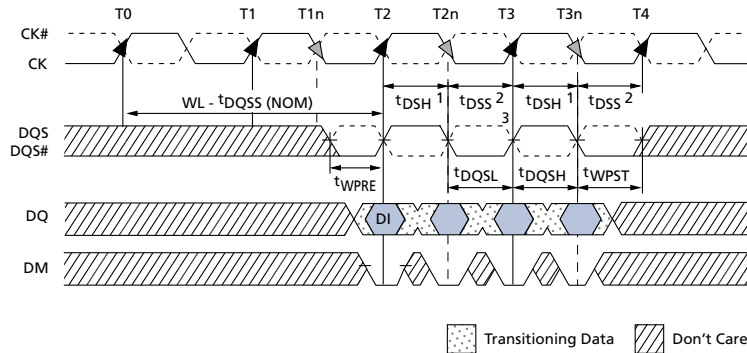 T0 T1 T1n T2 T2n T3 T3n T4
CK#
CK
tDSH 1 tDSS 2 tDSH 1 tDSS 2
WL - tDQSS (NOM)
3
DQS
DQS#
tWPRE
tDQSL tDQSH tWPST
DQ
DI
DM
Transitioning Data Don't Care